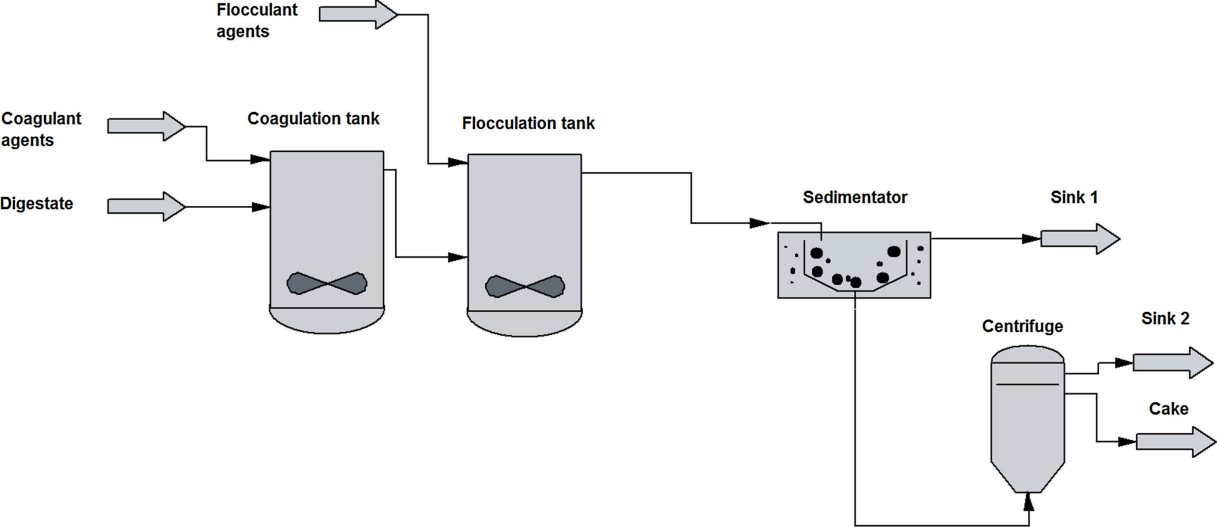 Flocculant
agents
Coagulant
agents
Coagulation tank
Flocculation tank
Digestate
Sedimentator
Sink 1
Centrifuge
Sink 2
Cake